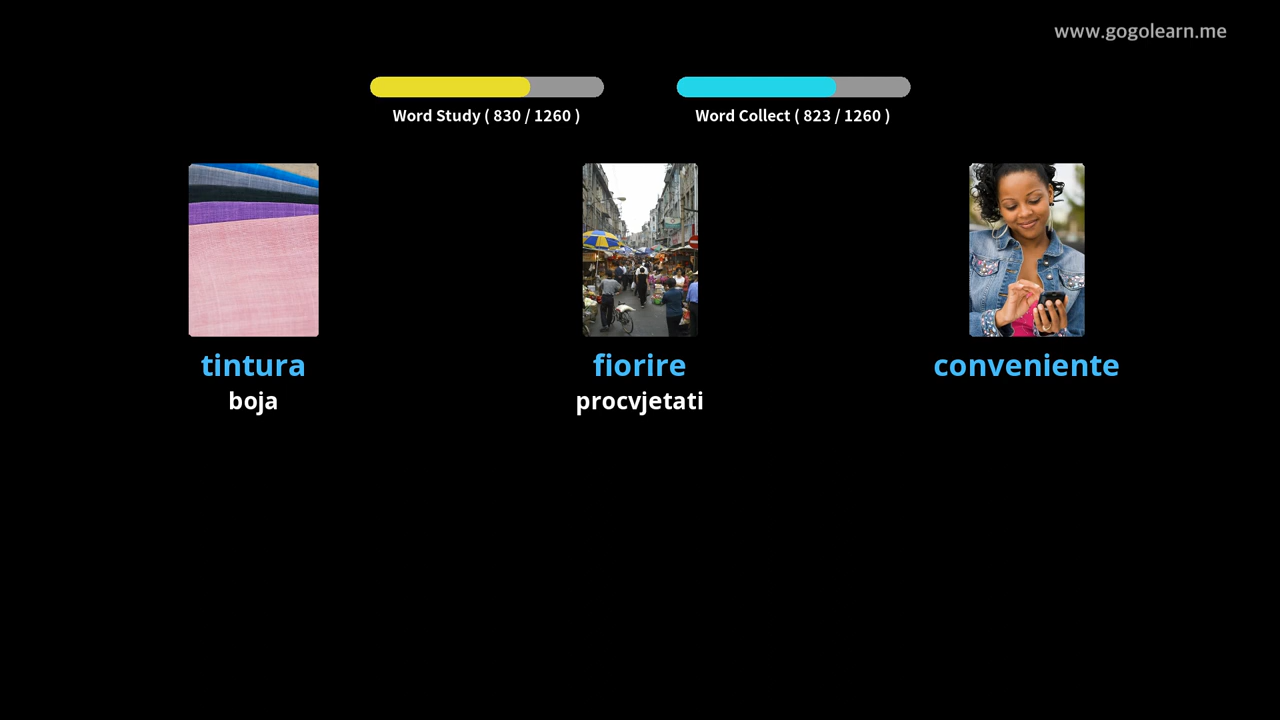 www.gogolearn.me
Word Study ( 830 / 1260 )
Word Collect ( 823 / 1260 )
tintura
boja
fiorire
procvjetati
conveniente